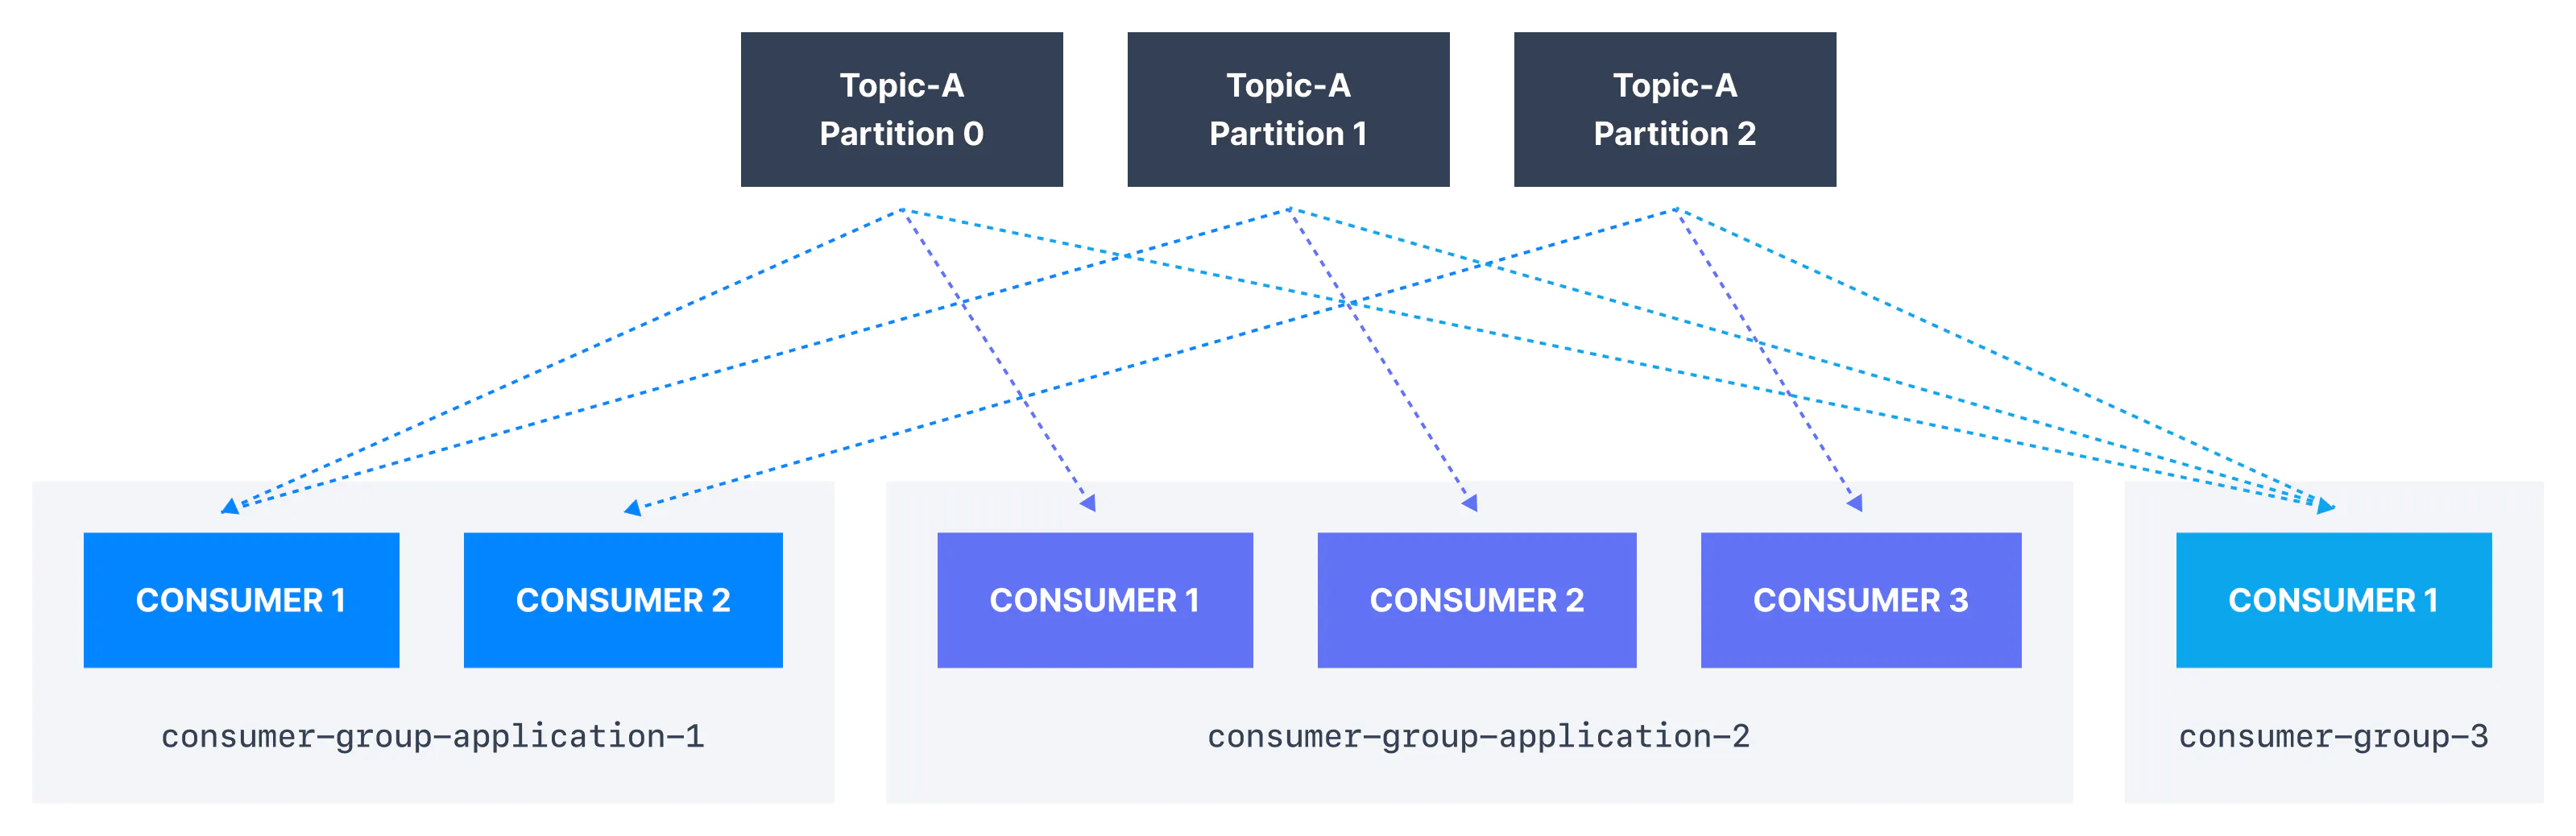 Topic-A
Partition 0
Topic-A
Partition 1
Topic-A
Partition 2
CONSUMER 1
CONSUMER 2
consumer-group-application-1
CONSUMER 1
CONSUMER 2
CONSUMER 3
consumer-group-application-2
CONSUMER 1
consumer-group-3